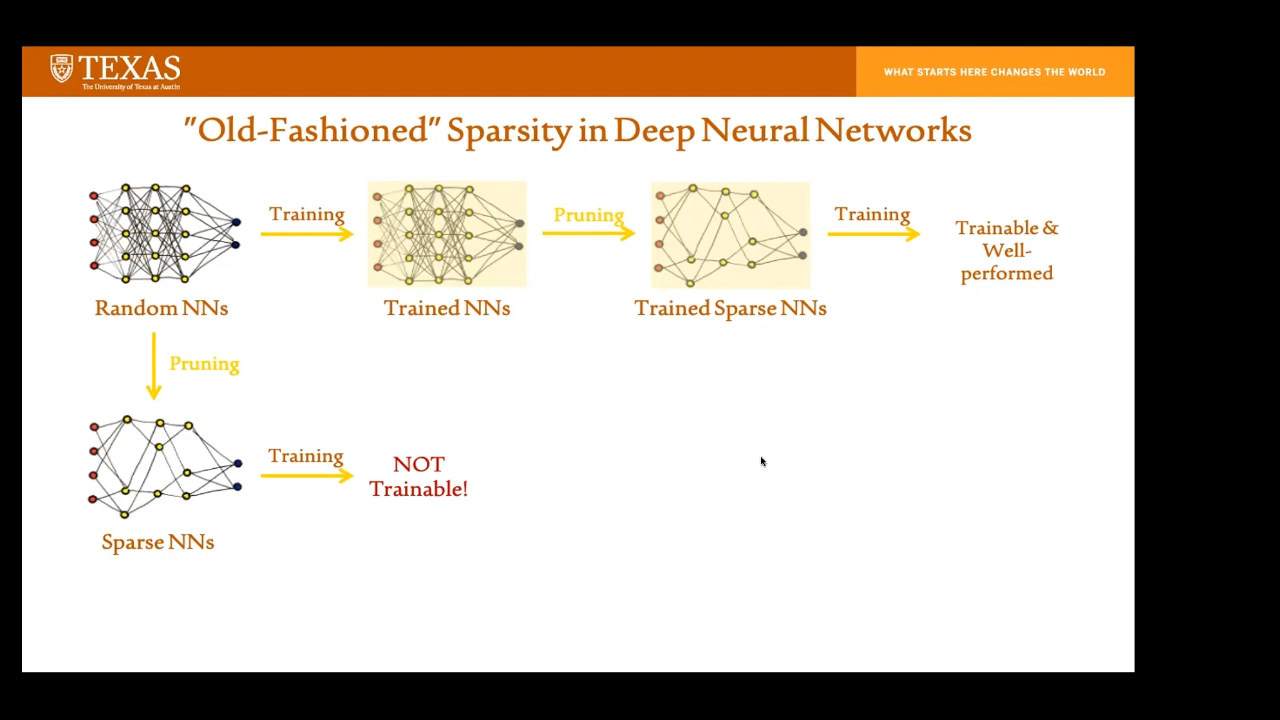 TEXAS
The University of Texas at Austin
WHAT STARTS HERE CHANGES THE WORLD
"Old-Fashioned" Sparsity in Deep Neural Networks
Training
Pruning
Training
Trainable &
Well-
performed
Random NNs
Trained NNs
Trained Sparse NNs
Pruning
Training
NOT
Trainable!
Sparse NNs